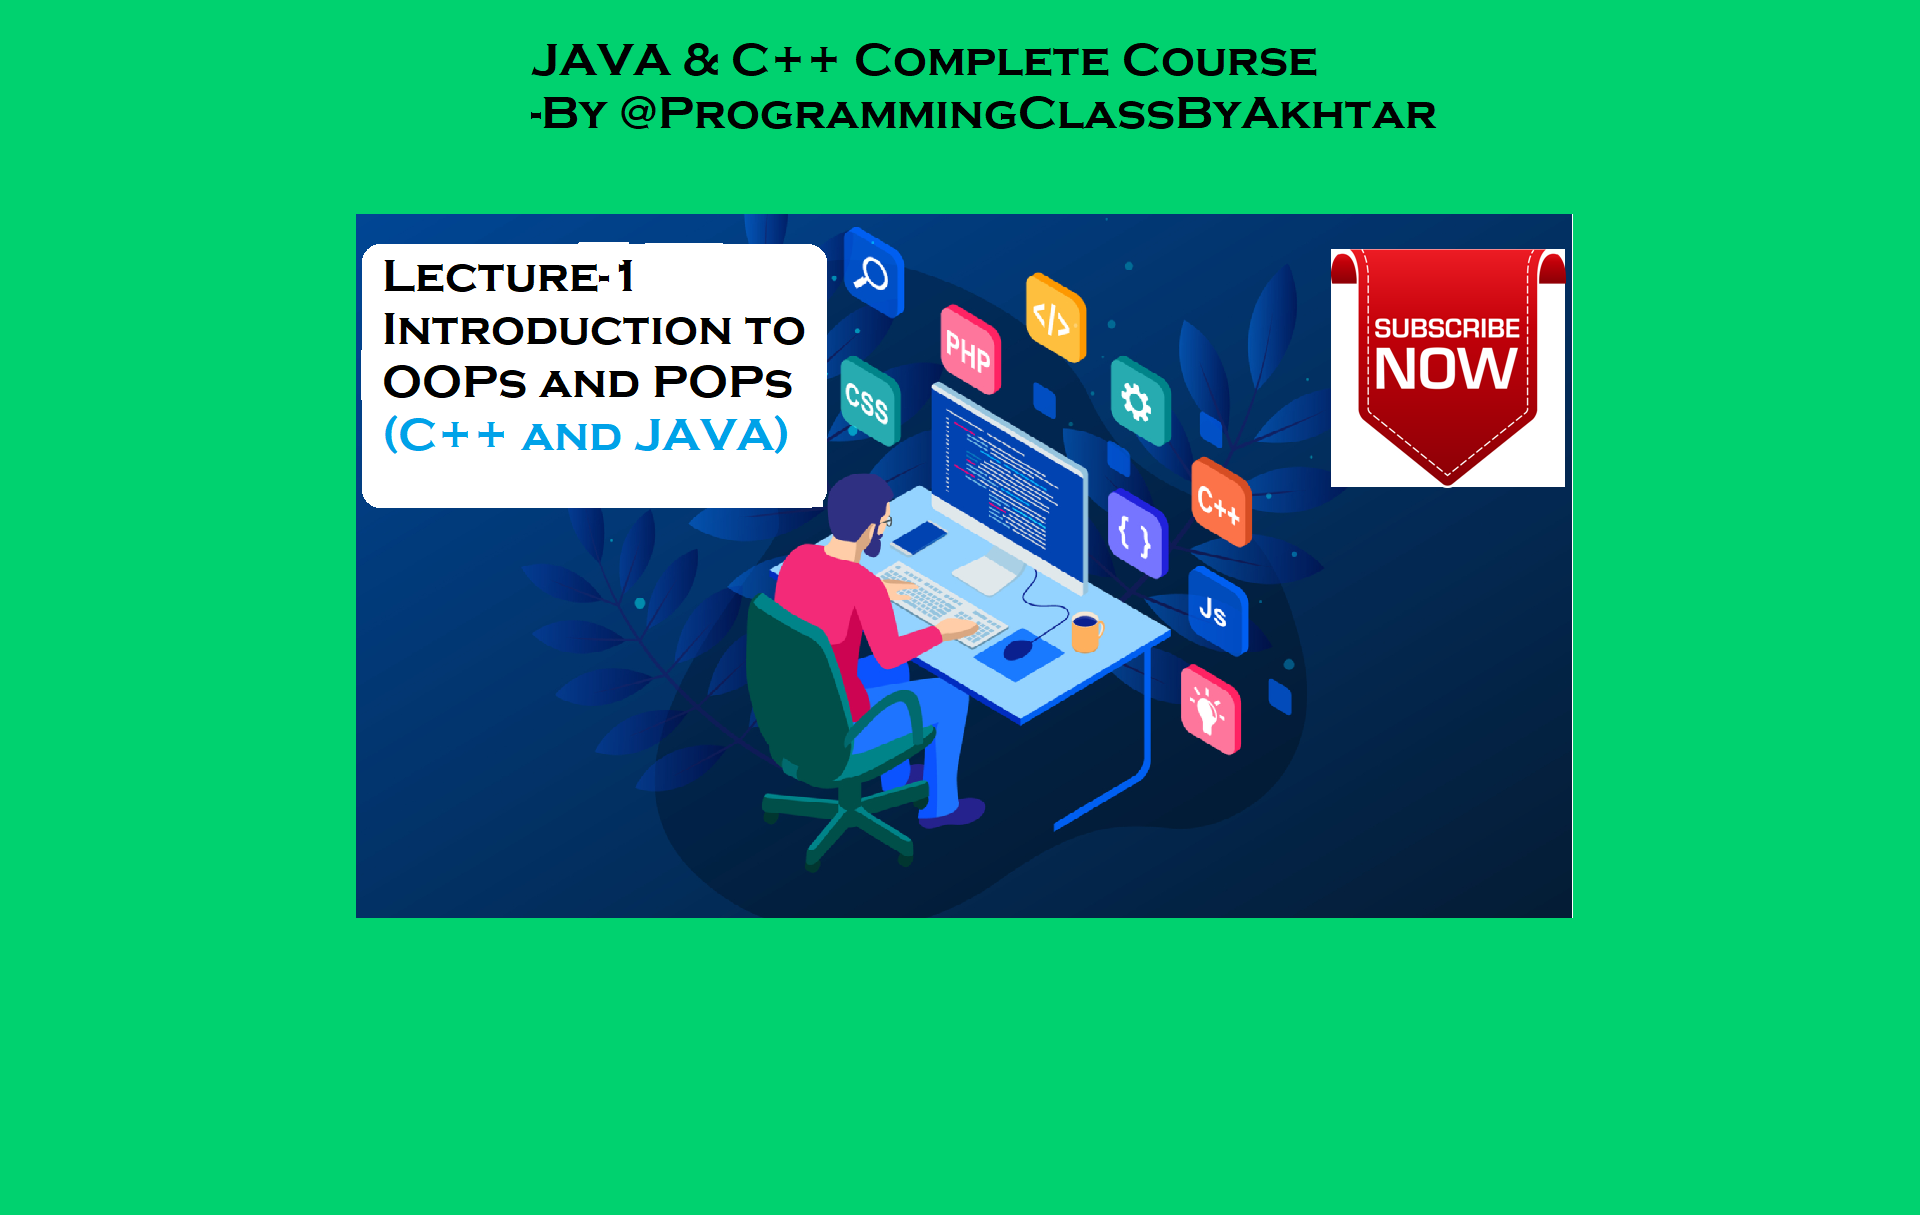 JAVA & C++ Complete Course
-By @ProgrammingClassByAkhtar
Lecture-1
Introduction to
OOPs and POPs
(C++ and JAVA)
SUBSCRIBE
NOW
PHP
</>
CSS
C++
{ }
Js